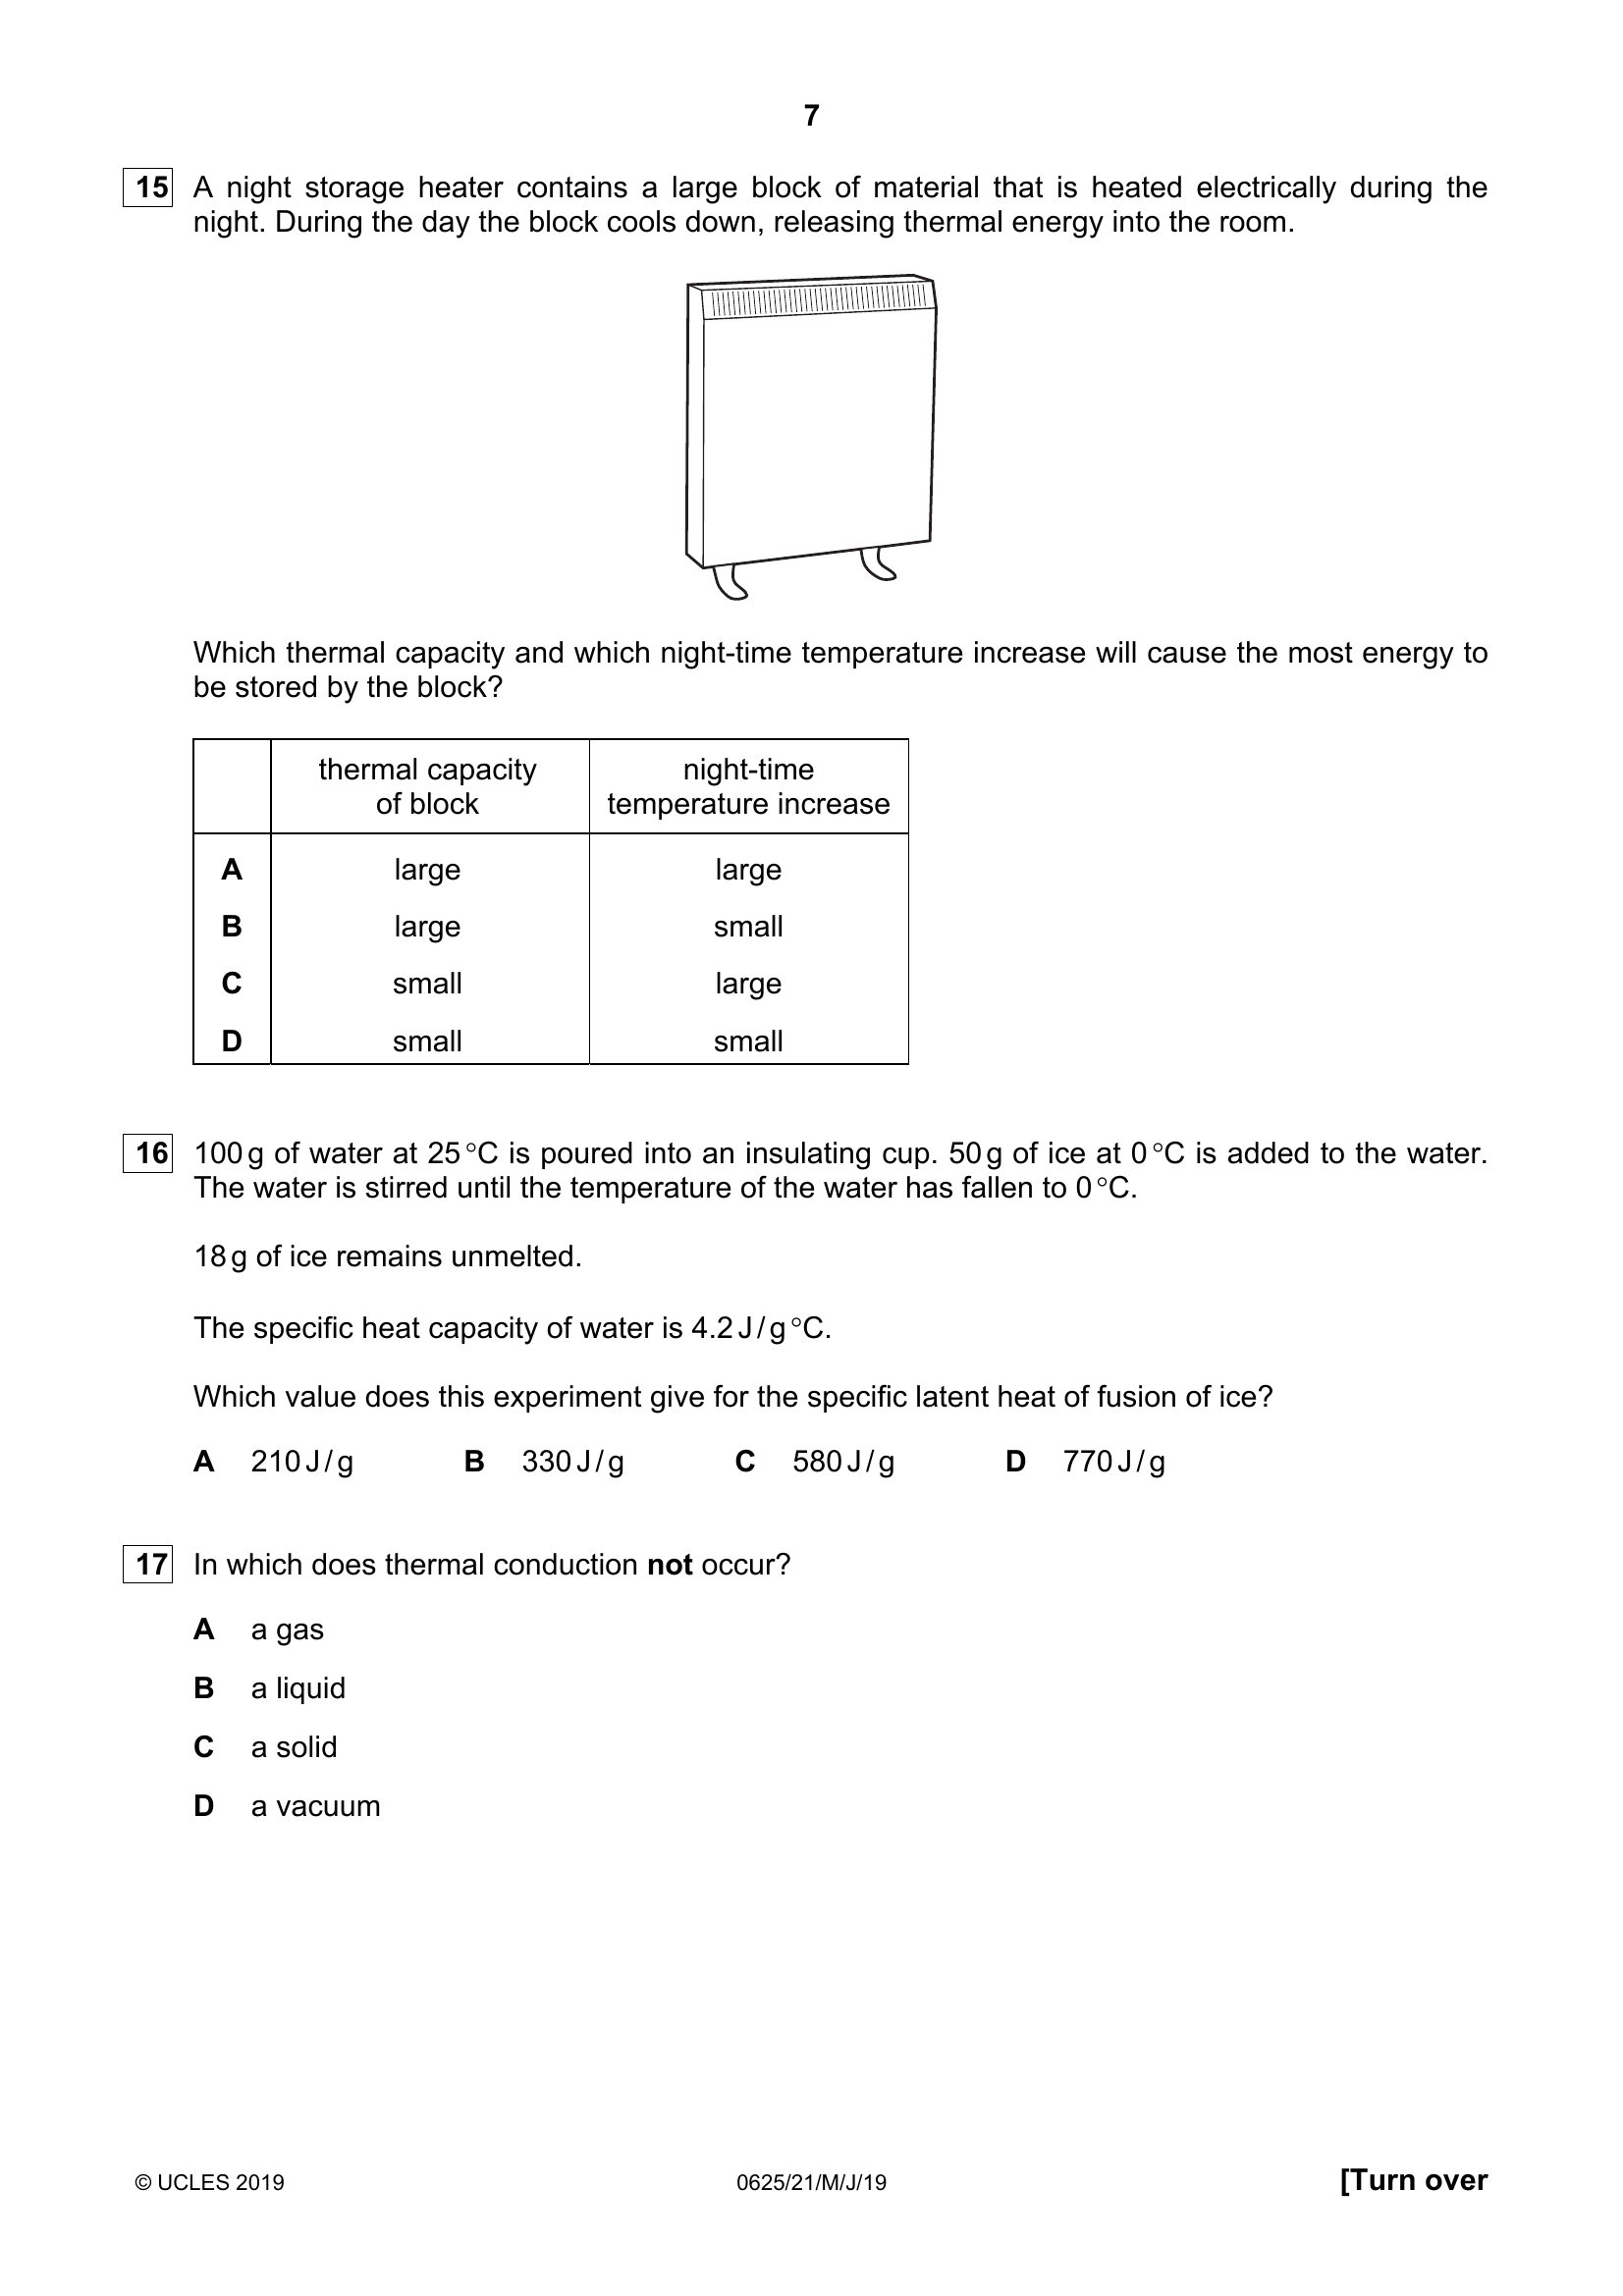 7
15 A night storage heater contains a large block of material that is heated electrically during the
night. During the day the block cools down, releasing thermal energy into the room.
Which thermal capacity and which night-time temperature increase will cause the most energy to
be stored by the block?
thermal capacity of block night-time temperature increase
A large large
B large small
C small large
D small small
16 100 g of water at 25 °C is poured into an insulating cup. 50 g of ice at 0 °C is added to the water.
The water is stirred until the temperature of the water has fallen to 0 °C.
18 g of ice remains unmelted.
The specific heat capacity of water is 4.2 J / g °C.
Which value does this experiment give for the specific latent heat of fusion of ice?
A 210 J / g B 330 J / g C 580 J / g D 770 J / g
17 In which does thermal conduction not occur?
A a gas
B a liquid
C a solid
D a vacuum
© UCLES 2019 0625/21/M/J/19 [Turn over